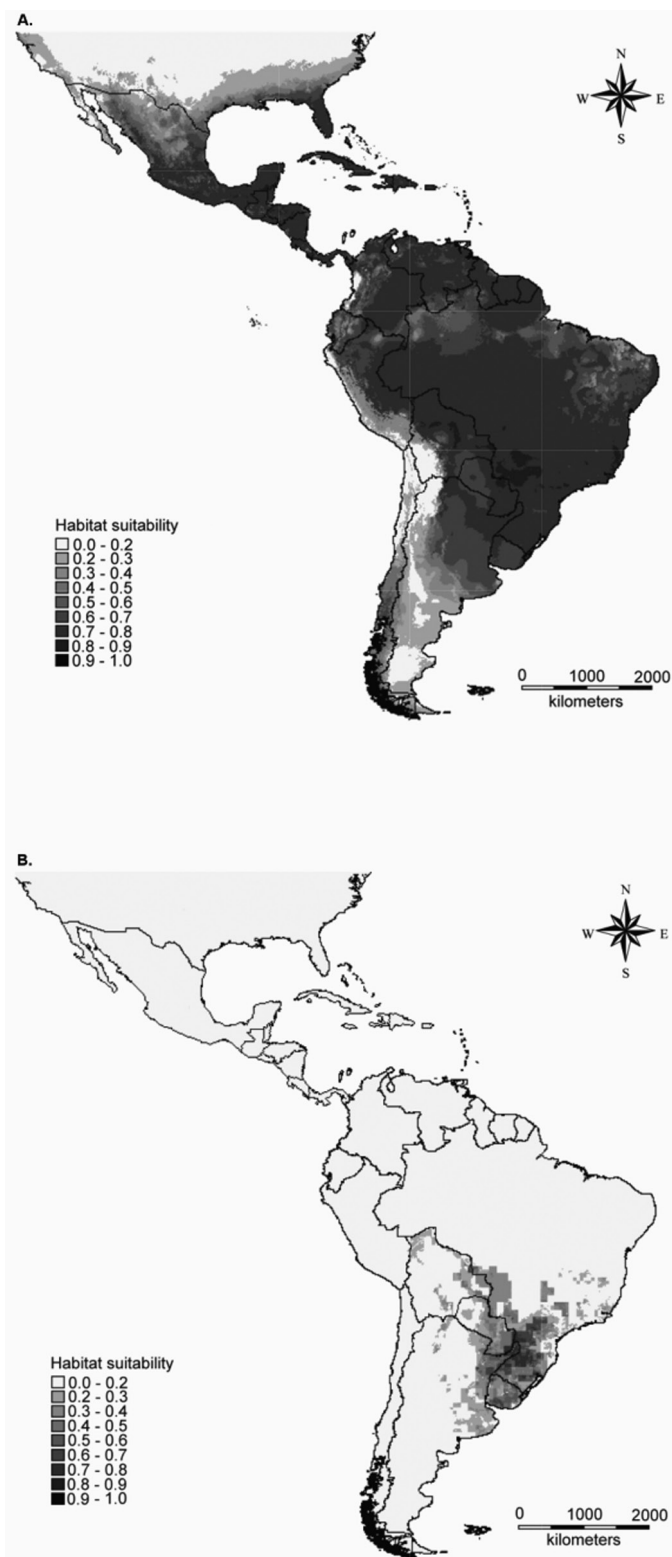 A.
N
W E
S
Habitat suitability
0.0 - 0.2
0.2 - 0.3
0.3 - 0.4
0.4 - 0.5
0.5 - 0.6
0.6 - 0.7
0.7 - 0.8
0.8 - 0.9
0.9 - 1.0
0 1000 2000
kilometers
B.
N
W E
S
Habitat suitability
0.0 - 0.2
0.2 - 0.3
0.3 - 0.4
0.4 - 0.5
0.5 - 0.6
0.6 - 0.7
0.7 - 0.8
0.8 - 0.9
0.9 - 1.0
0 1000 2000
kilometers